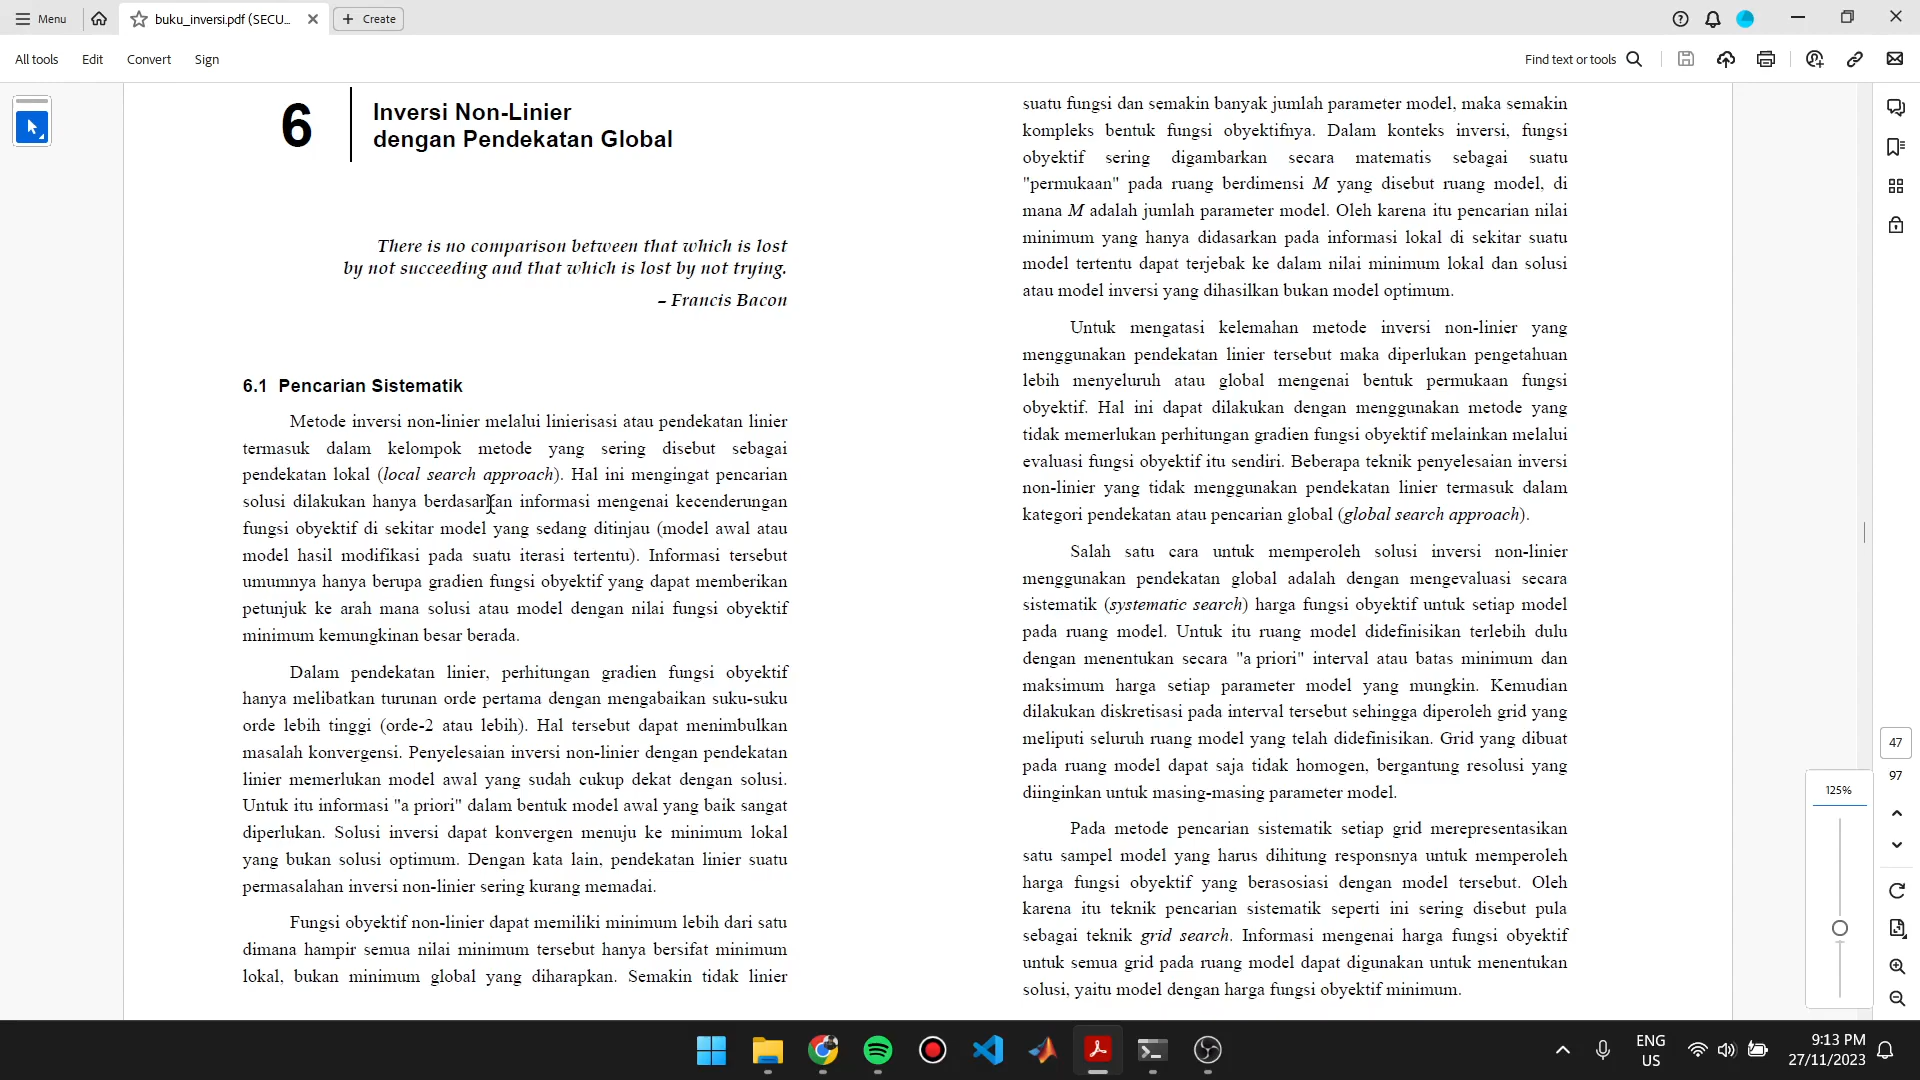 Menu
buku_inversi.pdf (SECU...
Create
All tools
Edit
Convert
Sign
Find text or tools
6
Inversi Non-Linier
dengan Pendekatan Global
There is no comparison between that which is lost
by not succeeding and that which is lost by not trying.
– Francis Bacon
6.1 Pencarian Sistematik
Metode inversi non-linier melalui linierisasi atau pendekatan linier
termasuk dalam kelompok metode yang sering disebut sebagai
pendekatan lokal (local search approach). Hal ini mengingat pencarian
solusi dilakukan hanya berdasarkan informasi mengenai kecenderungan
fungsi obyektif di sekitar model yang sedang ditinjau (model awal atau
model hasil modifikasi pada suatu iterasi tertentu). Informasi tersebut
umumnya hanya berupa gradien fungsi obyektif yang dapat memberikan
petunjuk ke arah mana solusi atau model dengan nilai fungsi obyektif
minimum kemungkinan besar berada.
Dalam pendekatan linier, perhitungan gradien fungsi obyektif
hanya melibatkan turunan orde pertama dengan mengabaikan suku-suku
orde lebih tinggi (orde-2 atau lebih). Hal tersebut dapat menimbulkan
masalah konvergensi. Penyelesaian inversi non-linier dengan pendekatan
linier memerlukan model awal yang sudah cukup dekat dengan solusi.
Untuk itu informasi "a priori" dalam bentuk model awal yang baik sangat
diperlukan. Solusi inversi dapat konvergen menuju ke minimum lokal
yang bukan solusi optimum. Dengan kata lain, pendekatan linier suatu
permasalahan inversi non-linier sering kurang memadai.
Fungsi obyektif non-linier dapat memiliki minimum lebih dari satu
dimana hampir semua nilai minimum tersebut hanya bersifat minimum
lokal, bukan minimum global yang diharapkan. Semakin tidak linier
suatu fungsi dan semakin banyak jumlah parameter model, maka semakin
kompleks bentuk fungsi obyektifnya. Dalam konteks inversi, fungsi
obyektif sering digambarkan secara matematis sebagai suatu
"permukaan" pada ruang berdimensi M yang disebut ruang model, di
mana M adalah jumlah parameter model. Oleh karena itu pencarian nilai
minimum yang hanya didasarkan pada informasi lokal di sekitar suatu
model tertentu dapat terjebak ke dalam nilai minimum lokal dan solusi
atau model inversi yang dihasilkan bukan model optimum.
Untuk mengatasi kelemahan metode inversi non-linier yang
menggunakan pendekatan linier tersebut maka diperlukan pengetahuan
lebih menyeluruh atau global mengenai bentuk permukaan fungsi
obyektif. Hal ini dapat dilakukan dengan menggunakan metode yang
tidak memerlukan perhitungan gradien fungsi obyektif melainkan melalui
evaluasi fungsi obyektif itu sendiri. Beberapa teknik penyelesaian inversi
non-linier yang tidak menggunakan pendekatan linier termasuk dalam
kategori pendekatan atau pencarian global (global search approach).
Salah satu cara untuk memperoleh solusi inversi non-linier
menggunakan pendekatan global adalah dengan mengevaluasi secara
sistematik (systematic search) harga fungsi obyektif untuk setiap model
pada ruang model. Untuk itu ruang model didefinisikan terlebih dulu
dengan menentukan secara "a priori" interval atau batas minimum dan
maksimum harga setiap parameter model yang mungkin. Kemudian
dilakukan diskretisasi pada interval tersebut sehingga diperoleh grid yang
meliputi seluruh ruang model yang telah didefinisikan. Grid yang dibuat
pada ruang model dapat saja tidak homogen, bergantung resolusi yang
diinginkan untuk masing-masing parameter model.
Pada metode pencarian sistematik setiap grid merepresentasikan
satu sampel model yang harus dihitung responsnya untuk memperoleh
harga fungsi obyektif yang berasosiasi dengan model tersebut. Oleh
karena itu teknik pencarian sistematik seperti ini sering disebut pula
sebagai teknik grid search. Informasi mengenai harga fungsi obyektif
untuk semua grid pada ruang model dapat digunakan untuk menentukan
solusi, yaitu model dengan harga fungsi obyektif minimum.
47
97
125%
ENG
US
9:13 PM
27/11/2023